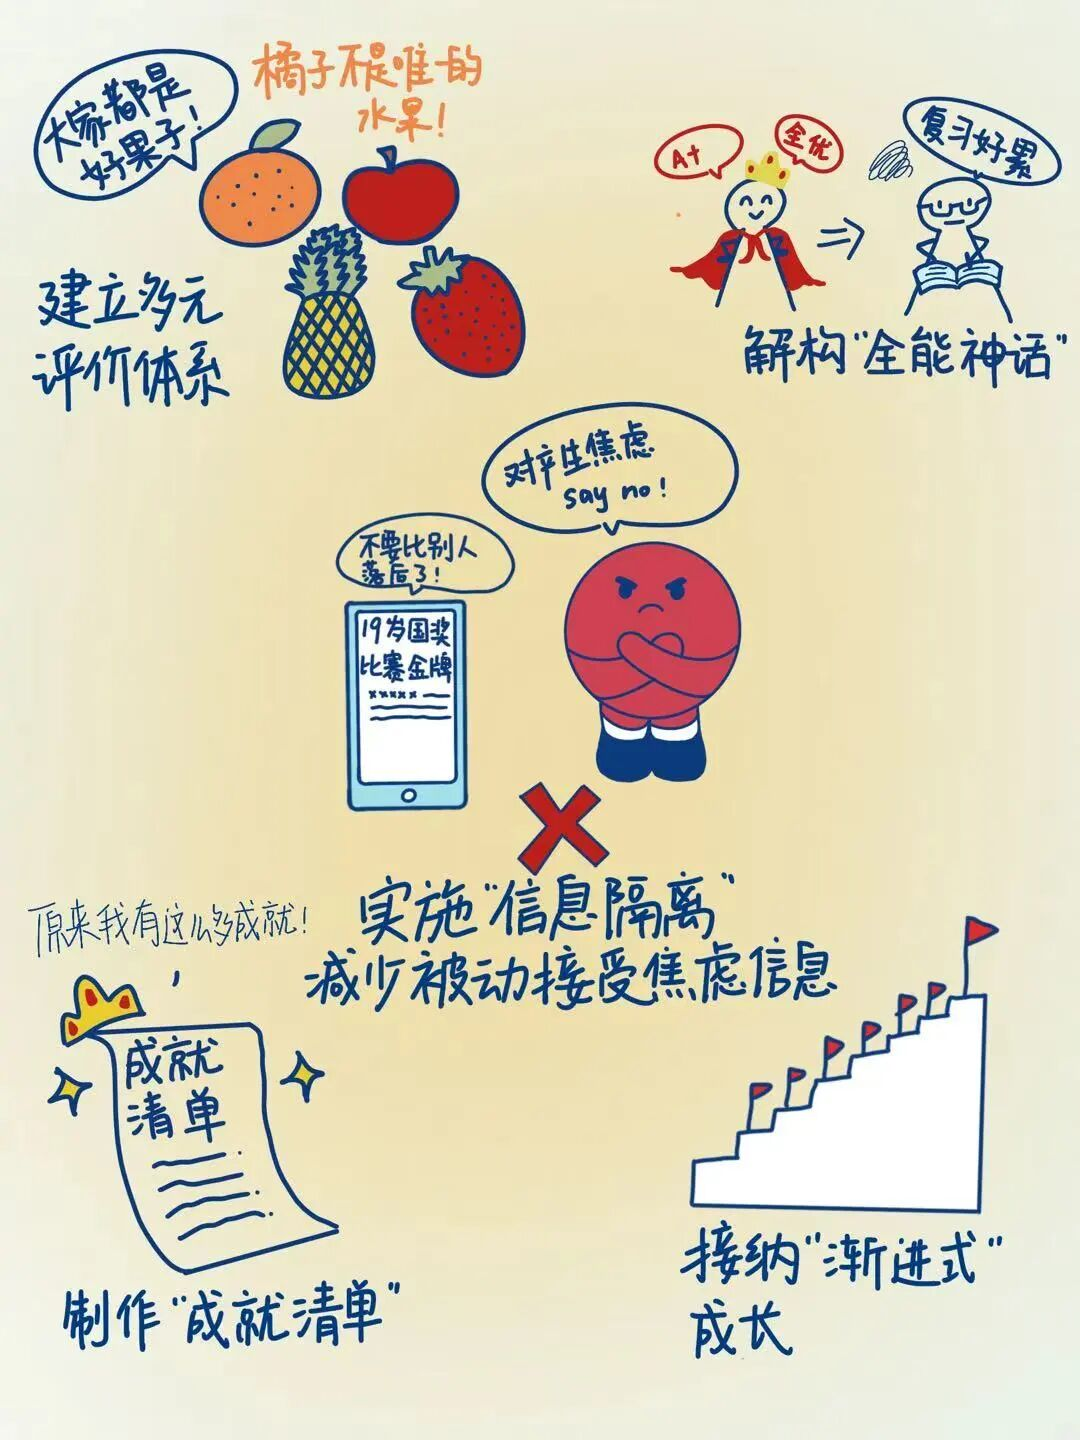 大家都是
好果子！
橘子不是唯一的
水果！
建立多元
评价体系
A+
全优
复习好累
解构“全能神话”
对卒生焦虑
say no！
不要比别人
落后了！
19岁国奖
比赛金牌
×××××
实施“信息隔离”
减少被动接受焦虑信息
原来我有这么多成就！
成就
清单
制作“成就清单”
接纳“渐进式”
成长